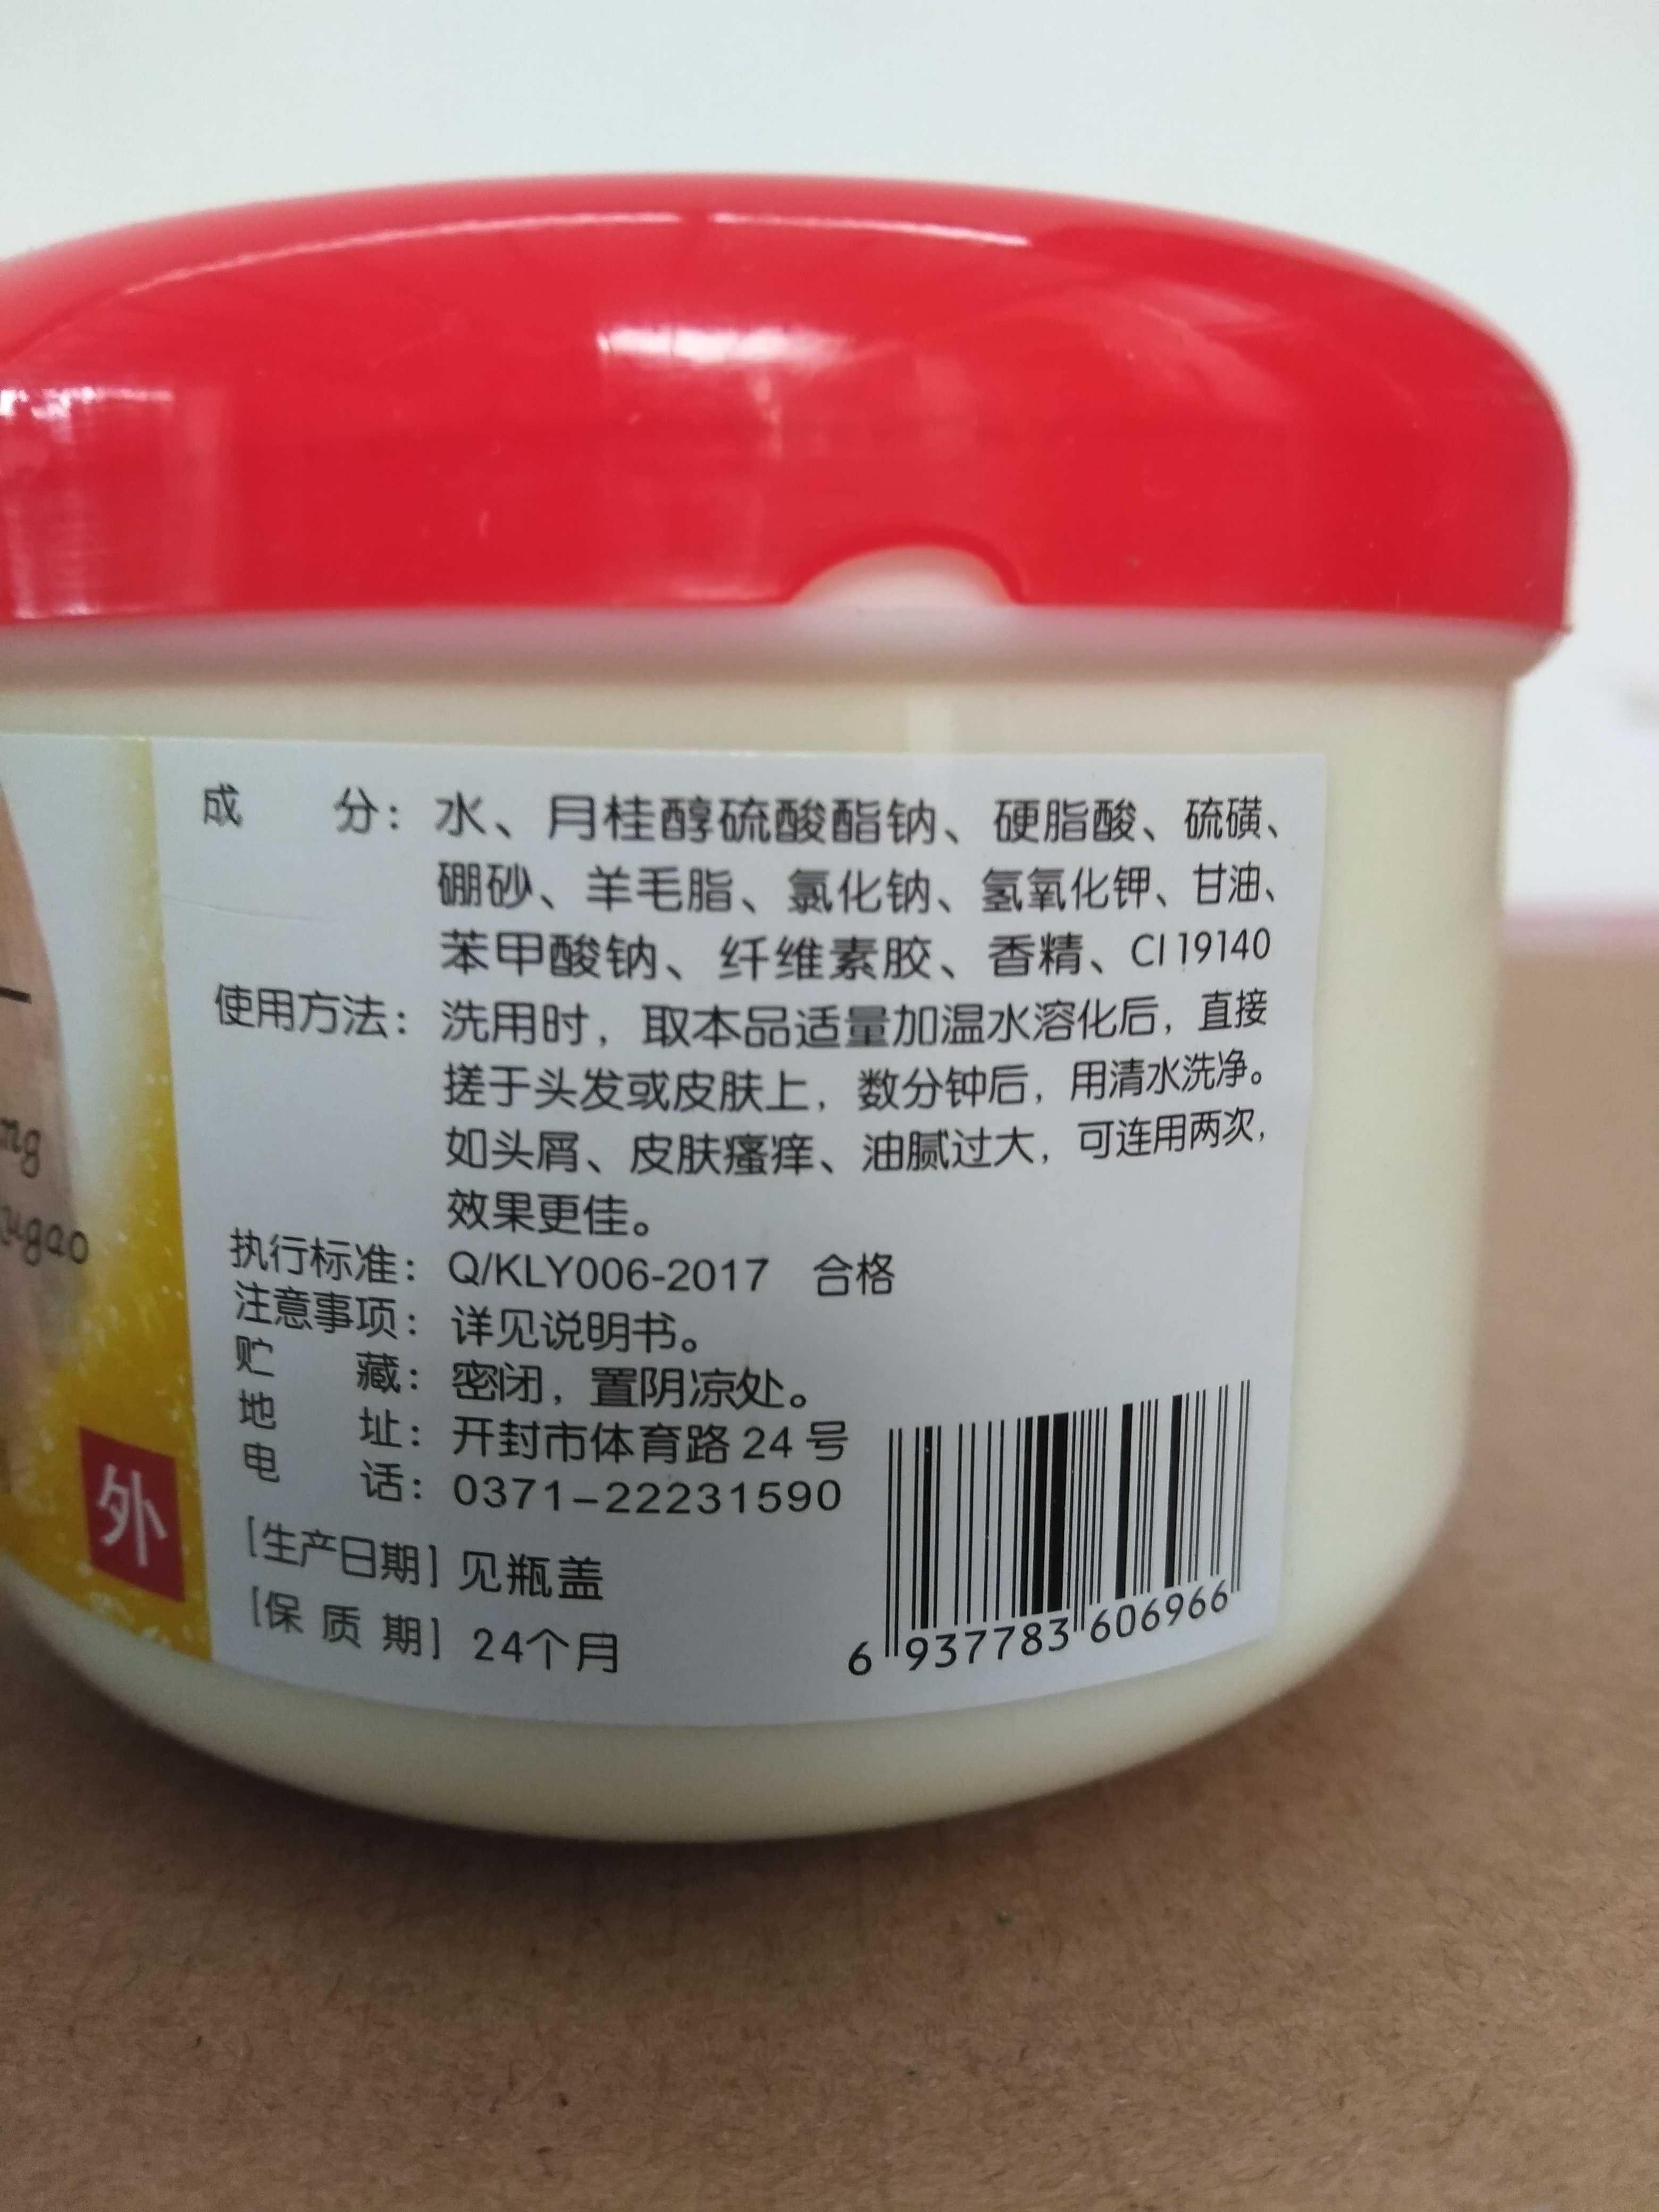 成 分：水、月桂醇硫酸酯钠、硬脂酸、硫磺、
硼砂、羊毛脂、氯化钠、氢氧化钾、甘油、
苯甲酸钠、纤维素胶、香精、CI 19140
使用方法：洗用时，取本品适量加温水溶化后，直接
搓于头发或皮肤上，数分钟后，用清水洗净。
如头屑、皮肤瘙痒、油腻过大，可连用两次，
效果更佳。
执行标准：Q/KLY006-2017 合格
注意事项：详见说明书。
贮 藏：密闭，置阴凉处。
地 址：开封市体育路24号
电 话：0371-22231590
[生产日期] 见瓶盖
[保 质 期] 24个月
6 937783 606966
外